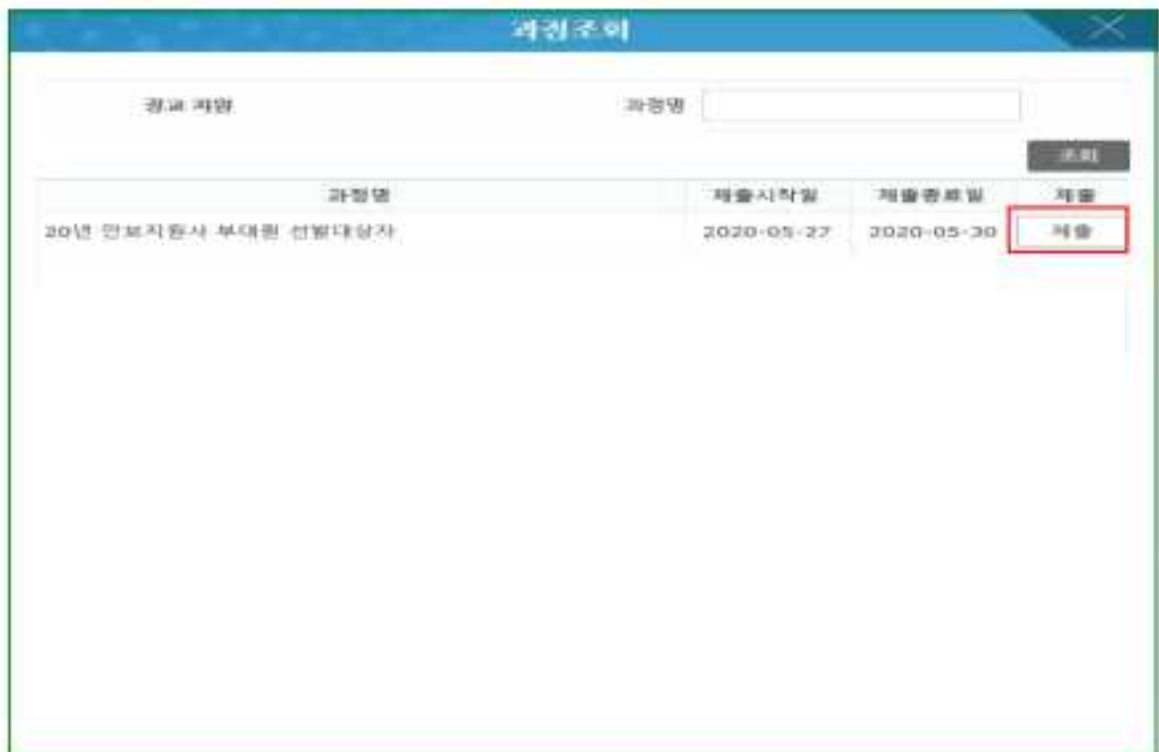 과정조회
과정명
조회
과정명 제출시작일 제출종료일 제출
20년 안보지원사 부대원 선발대상자 2020-05-27 2020-05-30 제출